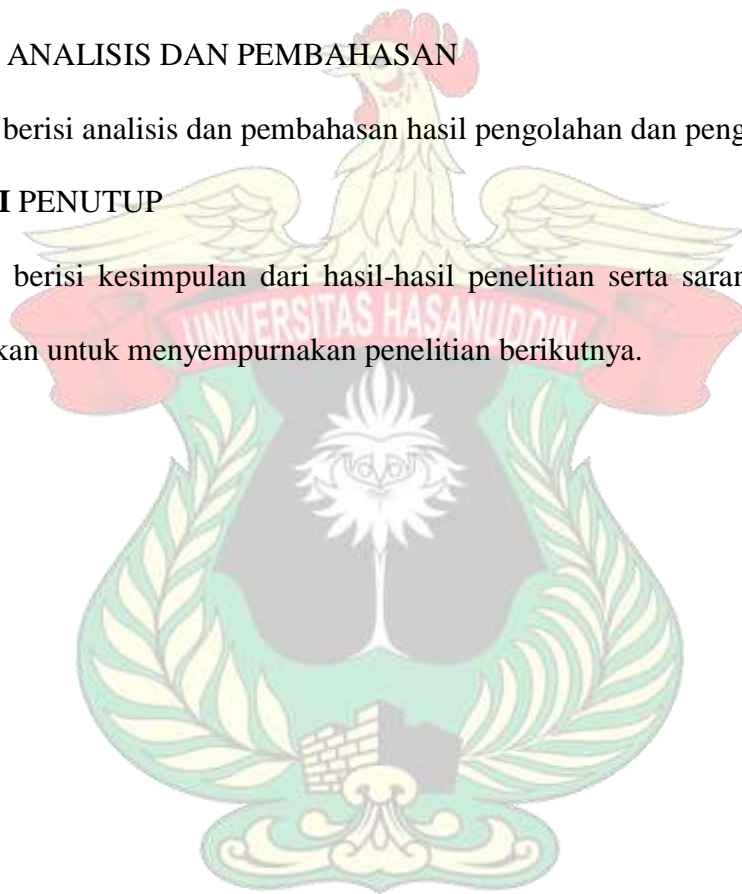 ANALISIS DAN PEMBAHASAN
berisi analisis dan pembahasan hasil pengolahan dan peng
I PENUTUP
berisi kesimpulan dari hasil-hasil penelitian serta saran
UNIVERSITAS HASANUDDIN
kan untuk menyempurnakan penelitian berikutnya.